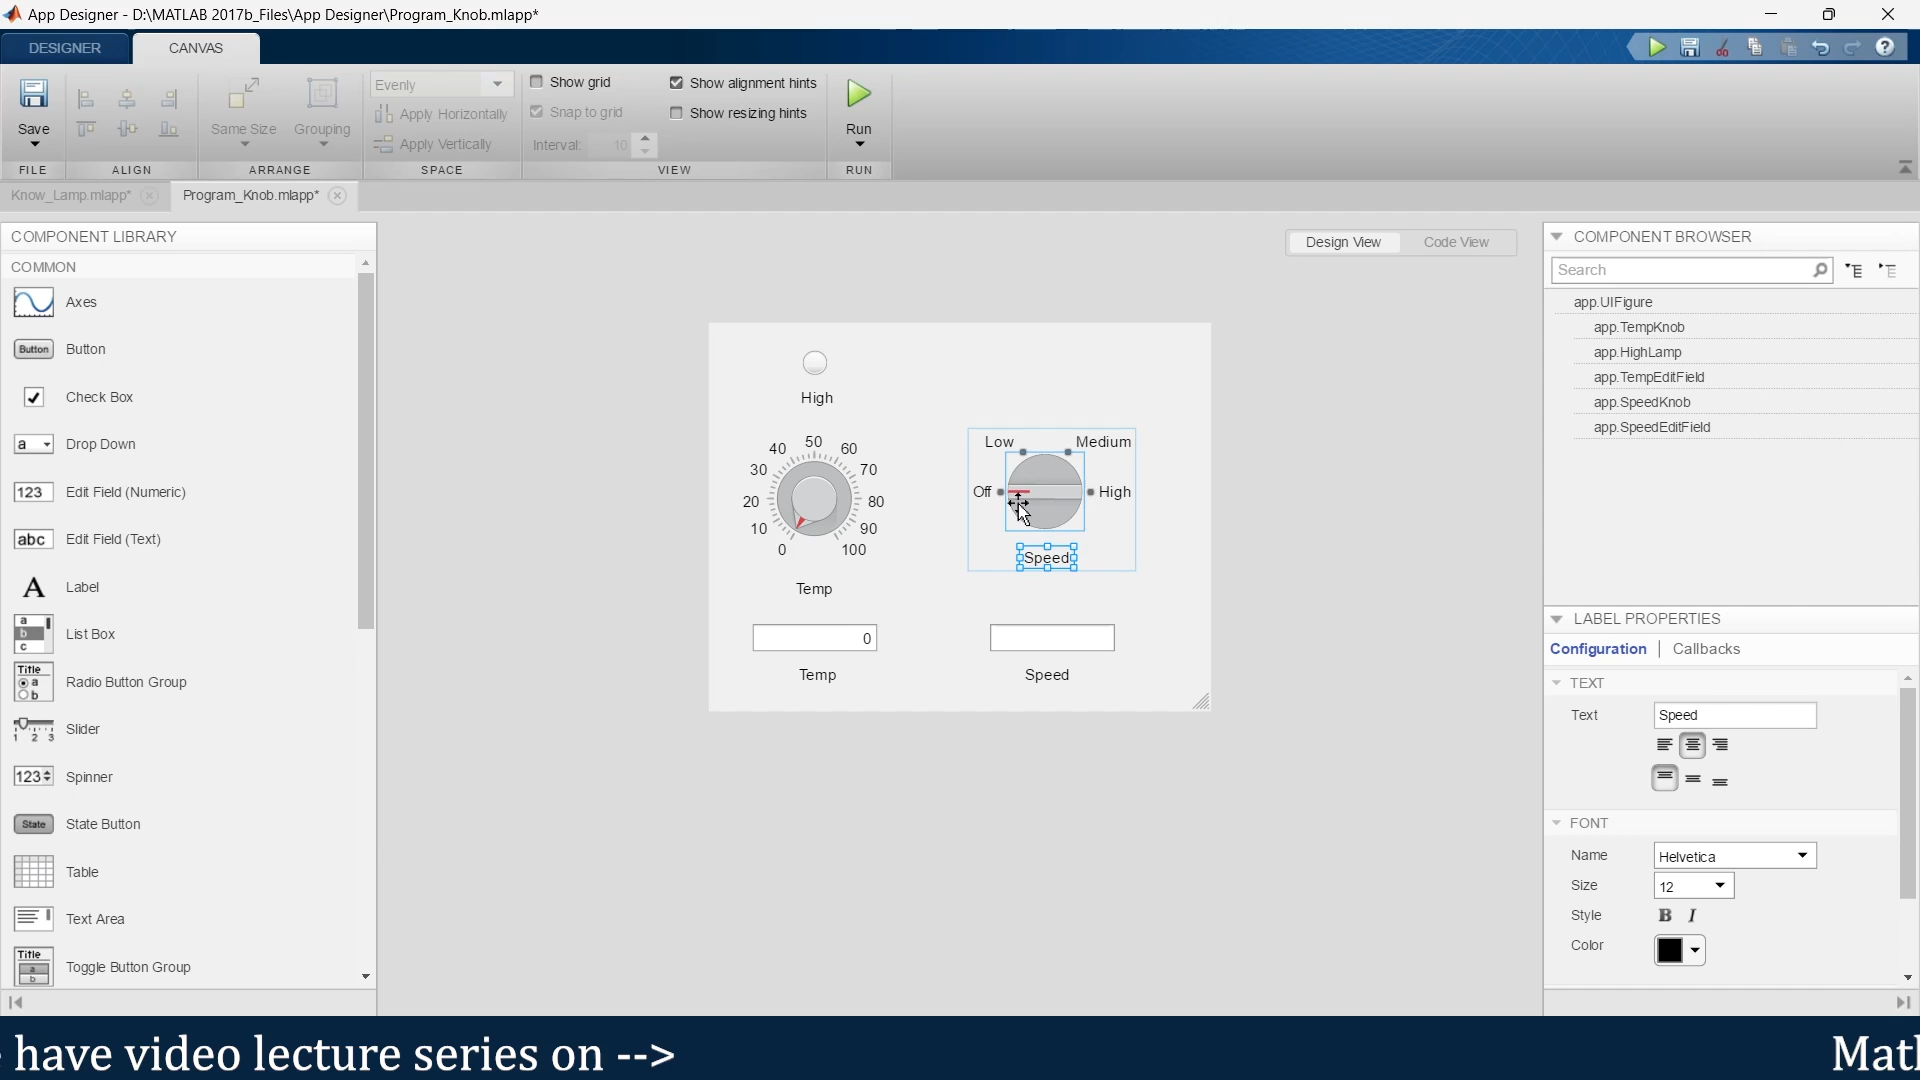 App Designer - D:\MATLAB 2017b_Files\App Designer\Program_Knob.mlapp*
DESIGNER
CANVAS
Save
FILE
ALIGN
Same Size
Grouping
ARRANGE
Evenly
Apply Horizontally
Apply Vertically
SPACE
Show grid
Snap to grid
Interval: 10
Show alignment hints
Show resizing hints
VIEW
Run
RUN
Know_Lamp.mlapp*
Program_Knob.mlapp*
COMPONENT LIBRARY
COMMON
Axes
Button Button
Check Box
a Drop Down
123 Edit Field (Numeric)
abc Edit Field (Text)
A Label
a
b
c
List Box
Title
a
b
Radio Button Group
1 2 3
Slider
123 Spinner
State State Button
Table
Text Area
Title
a
b
Toggle Button Group
Design View
Code View
High
0 10 20 30 40 50 60 70 80 90 100
Temp
0
Temp
Off Low Medium High
Speed
Speed
COMPONENT BROWSER
Search
app.UIFigure
app.TempKnob
app.HighLamp
app.TempEditField
app.SpeedKnob
app.SpeedEditField
LABEL PROPERTIES
Configuration | Callbacks
TEXT
Text Speed
FONT
Name Helvetica
Size 12
Style B I
Color
have video lecture series on -->